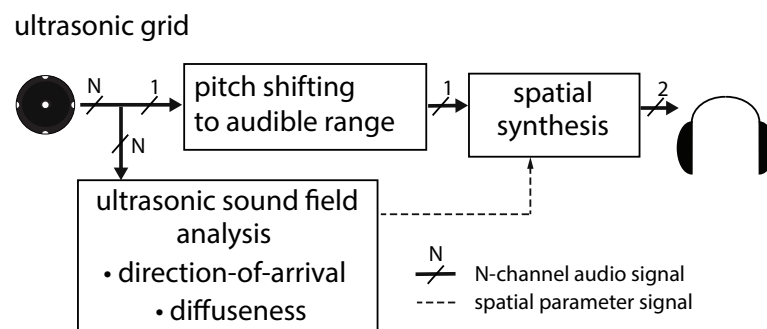 ultrasonic grid
N
1
pitch shifting
to audible range
1
spatial
synthesis
2
N
ultrasonic sound field
analysis
• direction-of-arrival
• diffuseness
N
N-channel audio signal
spatial parameter signal